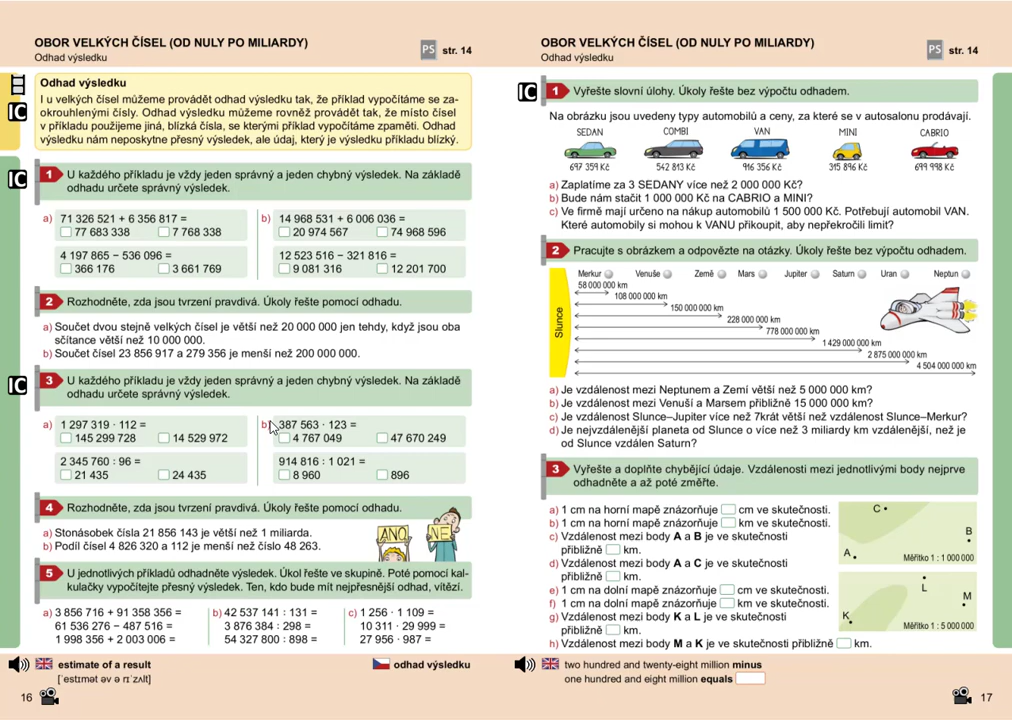 OBOR VELKÝCH ČÍSEL (OD NULY PO MILIARDY)
Odhad výsledku
PS str. 14
Odhad výsledku
I u velkých čísel můžeme provádět odhad výsledku tak, že příklad vypočítáme se za-
okrouhlenými čísly. Odhad výsledku můžeme rovněž provádět tak, že místo čísel
v příkladu použijeme jiná, blízká čísla, se kterými příklad vypočítáme zpaměti. Odhad
výsledku nám neposkytne přesný výsledek, ale údaj, který je výsledku příkladu blízký.
IC
IC
1 U každého příkladu je vždy jeden správný a jeden chybný výsledek. Na základě
odhadu určete správný výsledek.
a) 71 326 521 + 6 356 817 =
77 683 338 7 768 338
4 197 865 − 536 096 =
366 176 3 661 769
b) 14 968 531 + 6 006 036 =
20 974 567 74 968 596
12 523 516 − 321 816 =
9 081 316 12 201 700
2 Rozhodněte, zda jsou tvrzení pravdivá. Úkoly řešte pomocí odhadu.
a) Součet dvou stejně velkých čísel je větší než 20 000 000 jen tehdy, když jsou oba
sčítance větší než 10 000 000.
b) Součet čísel 23 856 917 a 279 356 je menší než 200 000 000.
IC
3 U každého příkladu je vždy jeden správný a jeden chybný výsledek. Na základě
odhadu určete správný výsledek.
a) 1 297 319 · 112 =
145 299 728 14 529 972
2 345 760 : 96 =
21 435 24 435
b) 387 563 · 123 =
4 767 049 47 670 249
914 816 : 1 021 =
8 960 896
4 Rozhodněte, zda jsou tvrzení pravdivá. Úkoly řešte pomocí odhadu.
a) Stonásobek čísla 21 856 143 je větší než 1 miliarda.
b) Podíl čísel 4 826 320 a 112 je menší než číslo 48 263.
ANO NE
5 U jednotlivých příkladů odhadněte výsledek. Úkol řešte ve skupině. Poté pomocí kal-
kulačky vypočítejte přesný výsledek. Ten, kdo bude mít nejpřesnější odhad, vítězí.
a) 3 856 716 + 91 358 356 =
61 536 276 − 487 516 =
1 998 356 + 2 003 006 =
b) 42 537 141 : 131 =
3 876 384 : 298 =
54 327 800 : 898 =
c) 1 256 · 1 109 =
10 311 · 29 999 =
27 956 · 987 =
estimate of a result
[ˈestɪmət əv ə rɪˈzʌlt]
odhad výsledku
16
OBOR VELKÝCH ČÍSEL (OD NULY PO MILIARDY)
Odhad výsledku
PS str. 14
IC
1 Vyřešte slovní úlohy. Úkoly řešte bez výpočtu odhadem.
Na obrázku jsou uvedeny typy automobilů a ceny, za které se v autosalonu prodávají.
SEDAN COMBI VAN MINI CABRIO
697 359 Kč 542 813 Kč 916 356 Kč 315 896 Kč 699 998 Kč
a) Zaplatíme za 3 SEDANY více než 2 000 000 Kč?
b) Bude nám stačit 1 000 000 Kč na CABRIO a MINI?
c) Ve firmě mají určeno na nákup automobilů 1 500 000 Kč. Potřebují automobil VAN.
Které automobily si mohou k VANU přikoupit, aby nepřekročili limit?
2 Pracujte s obrázkem a odpovězte na otázky. Úkoly řešte bez výpočtu odhadem.
Merkur Venuše Země Mars Jupiter Saturn Uran Neptun
Slunce
58 000 000 km
108 000 000 km
150 000 000 km
228 000 000 km
778 000 000 km
1 429 000 000 km
2 875 000 000 km
4 504 000 000 km
a) Je vzdálenost mezi Neptunem a Zemí větší než 5 000 000 km?
b) Je vzdálenost mezi Venuší a Marsem přibližně 15 000 000 km?
c) Je vzdálenost Slunce–Jupiter více než 7krát větší než vzdálenost Slunce–Merkur?
d) Je nejvzdálenější planeta od Slunce o více než 3 miliardy km vzdálenější, než je
od Slunce vzdálen Saturn?
3 Vyřešte a doplňte chybějící údaje. Vzdálenosti mezi jednotlivými body nejprve
odhadněte a až poté změřte.
a) 1 cm na horní mapě znázorňuje cm ve skutečnosti.
b) 1 cm na horní mapě znázorňuje km ve skutečnosti.
c) Vzdálenost mezi body A a B je ve skutečnosti
přibližně km.
d) Vzdálenost mezi body A a C je ve skutečnosti
přibližně km.
e) 1 cm na dolní mapě znázorňuje cm ve skutečnosti.
f) 1 cm na dolní mapě znázorňuje km ve skutečnosti.
g) Vzdálenost mezi body K a L je ve skutečnosti
přibližně km.
h) Vzdálenost mezi body M a K je ve skutečnosti přibližně km.
C
B
A
Měřítko 1 : 1 000 000
L
M
K
Měřítko 1 : 5 000 000
two hundred and twenty-eight million minus
one hundred and eight million equals
17